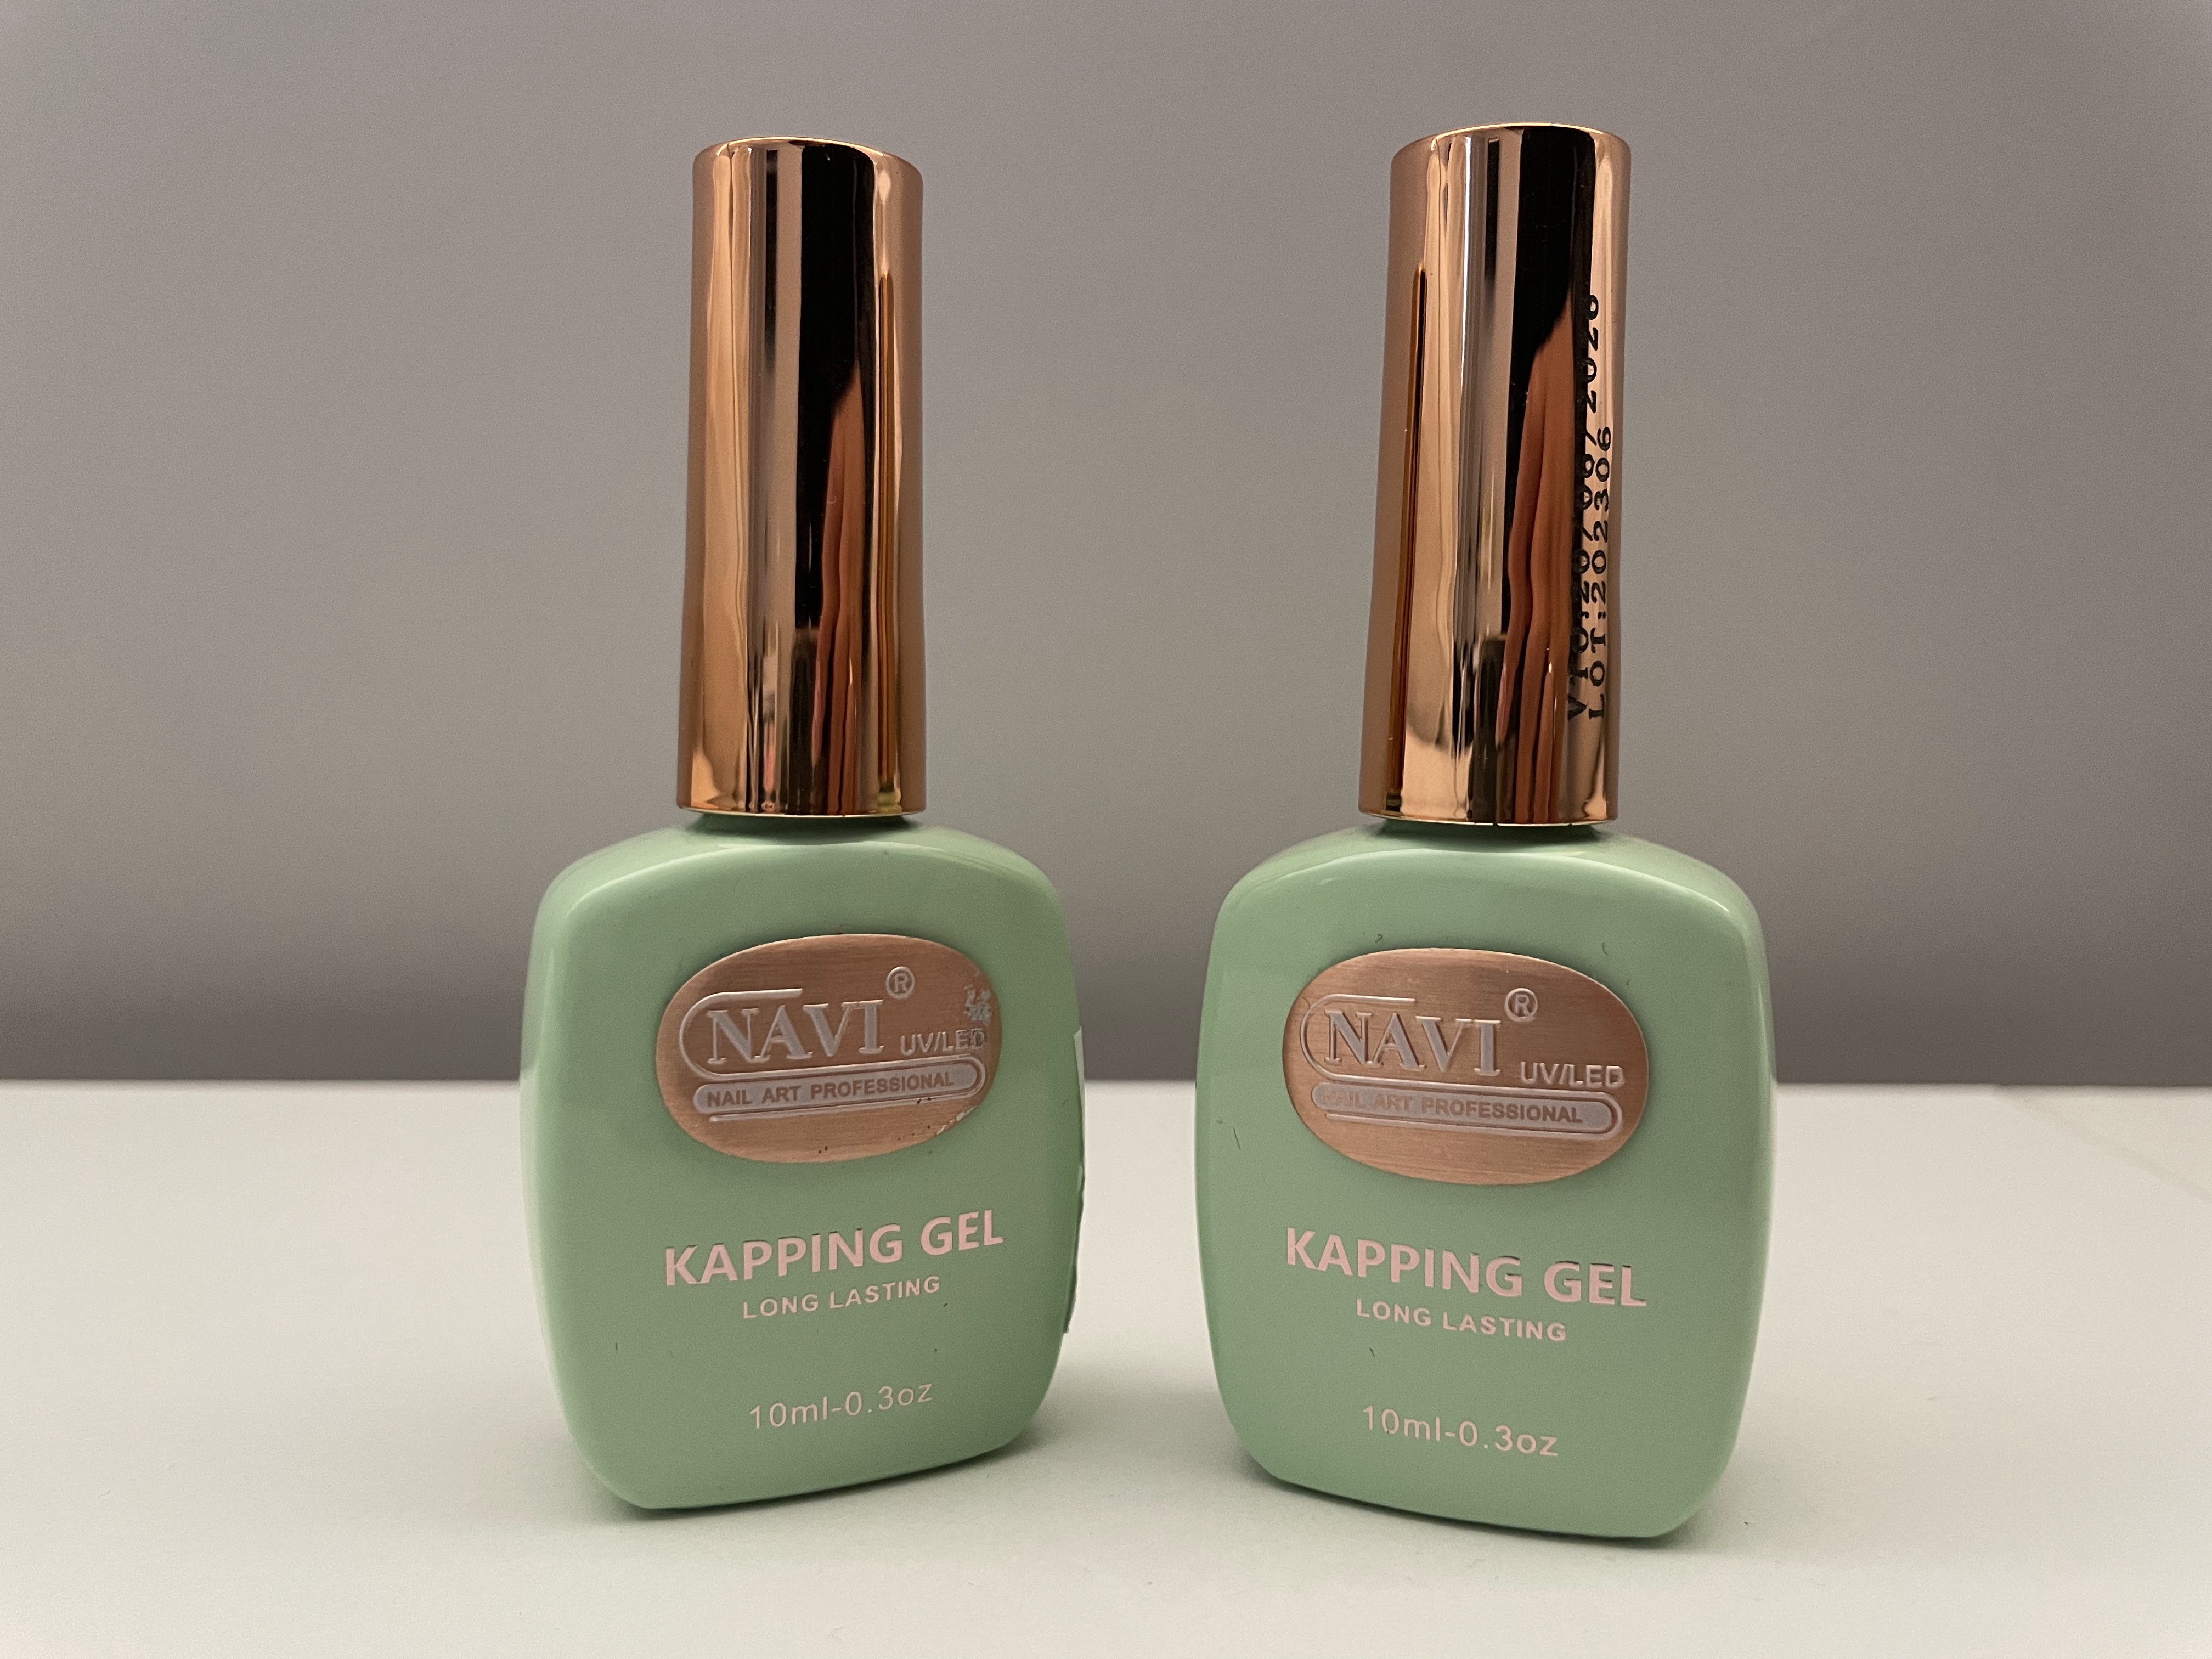 NAVI®
UV/LED
NAIL ART PROFESSIONAL
KAPPING GEL
LONG LASTING
10ml-0.3oz
LOT:202306
NAVI®
UV/LED
NAIL ART PROFESSIONAL
KAPPING GEL
LONG LASTING
10ml-0.3oz